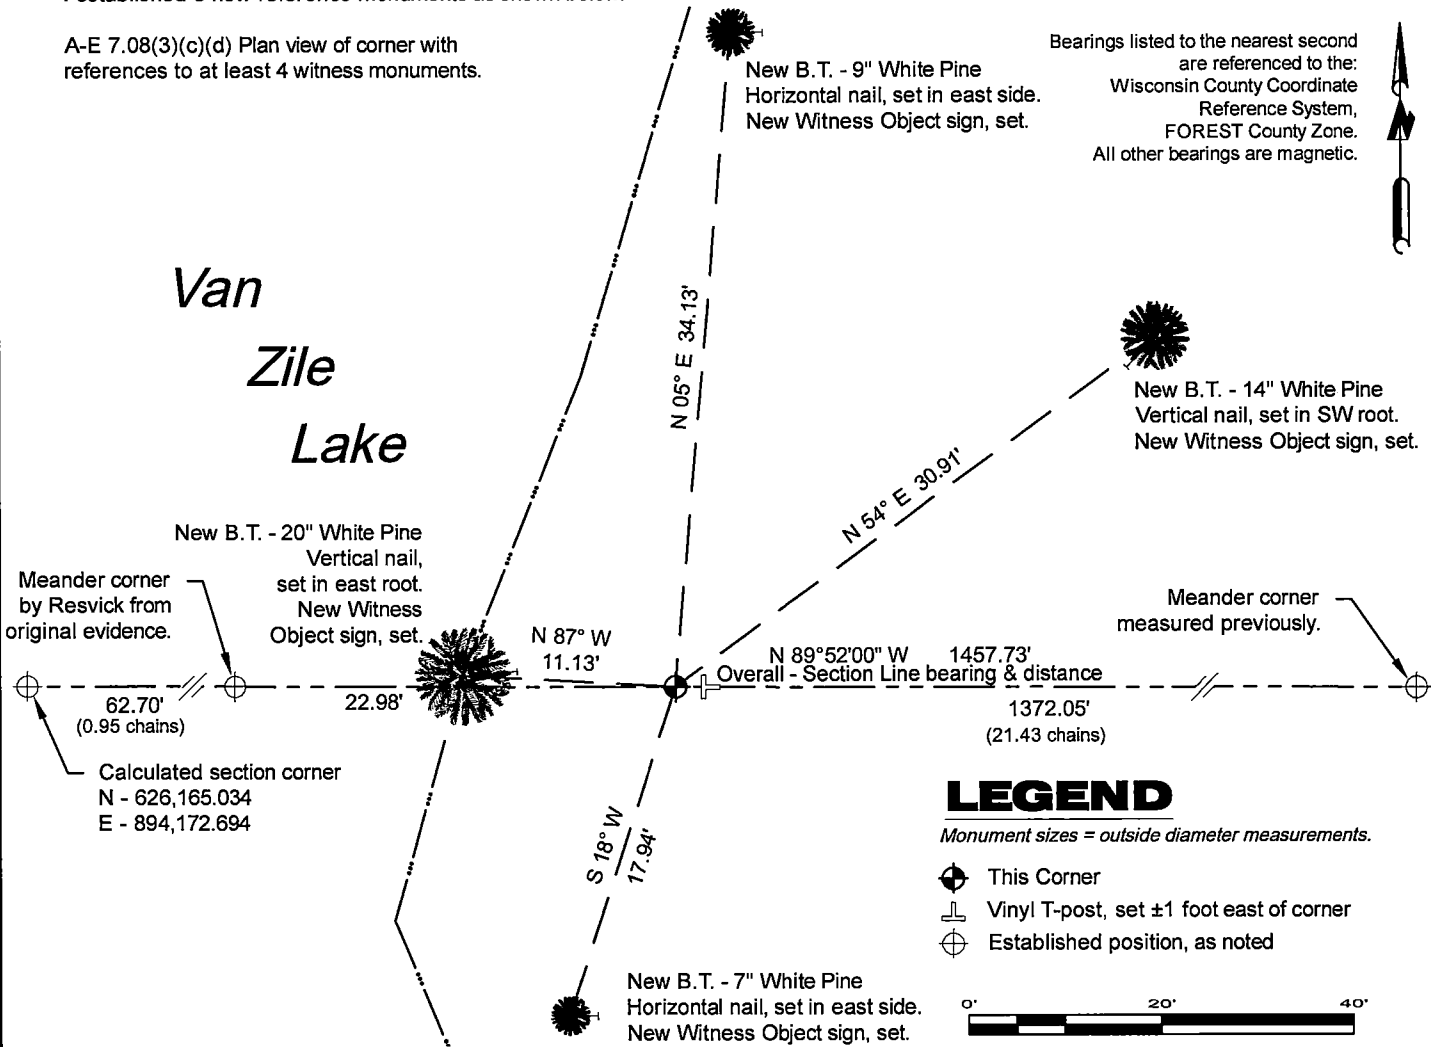 A-E 7.08(3)(c)(d) Plan view of corner with
references to at least 4 witness monuments.
New B.T. - 9" White Pine
Horizontal nail, set in east side.
New Witness Object sign, set.
Bearings listed to the nearest second
are referenced to the:
Wisconsin County Coordinate
Reference System,
FOREST County Zone.
All other bearings are magnetic.
Van
Zile
Lake
N 05° E 34.13'
New B.T. - 14" White Pine
Vertical nail, set in SW root.
New Witness Object sign, set.
N 54° E 30.91'
New B.T. - 20" White Pine
Vertical nail,
set in east root.
New Witness
Object sign, set.
Meander corner
by Resvick from
original evidence.
N 87° W
11.13'
Meander corner
measured previously.
N 89°52'00" W 1457.73'
Overall - Section Line bearing & distance
62.70'
(0.95 chains)
22.98'
1372.05'
(21.43 chains)
Calculated section corner
N - 626,165.034
E - 894,172.694
S 18° W
17.94'
LEGEND
Monument sizes = outside diameter measurements.
This Corner
Vinyl T-post, set ±1 foot east of corner
Established position, as noted
New B.T. - 7" White Pine
Horizontal nail, set in east side.
New Witness Object sign, set.
0' 20' 40'